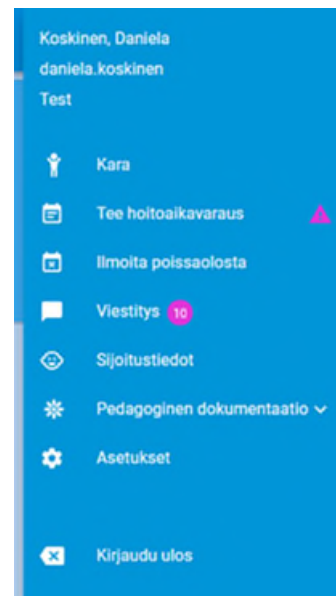 Koskinen, Daniela
daniela.koskinen
Test
Kara
Tee hoitoaikavaraus
Ilmoita poissaolosta
Viestitys 10
Sijoitustiedot
Pedagoginen dokumentaatio
Asetukset
Kirjaudu ulos